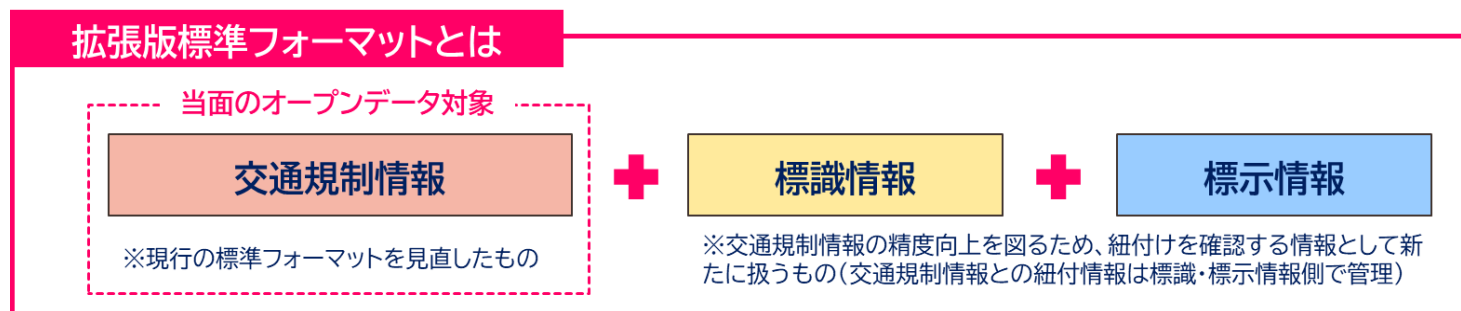 拡張版標準フォーマットとは
当面のオープンデータ対象
交通規制情報
標識情報
標示情報
※現行の標準フォーマットを見直したもの
※交通規制情報の精度向上を図るため、紐付けを確認する情報として新
たに扱うもの（交通規制情報との紐付情報は標識・標示情報側で管理）